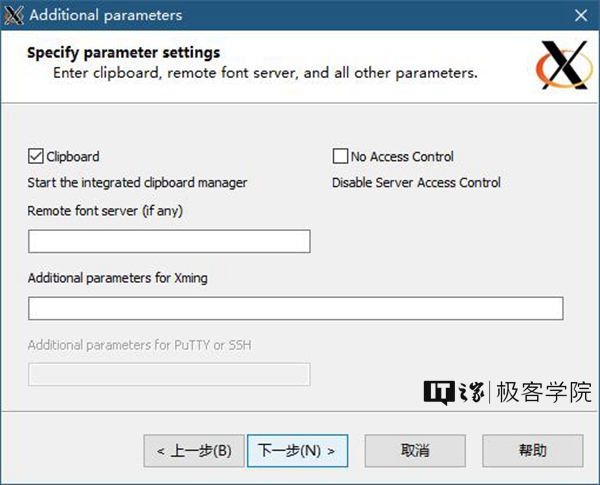 Additional parameters
Specify parameter settings
Enter clipboard, remote font server, and all other parameters.
Clipboard
No Access Control
Start the integrated clipboard manager
Disable Server Access Control
Remote font server (if any)
Additional parameters for Xming
Additional parameters for PuTTY or SSH
IT之家|极客学院
< 上一步(B)
下一步(N) >
取消
帮助